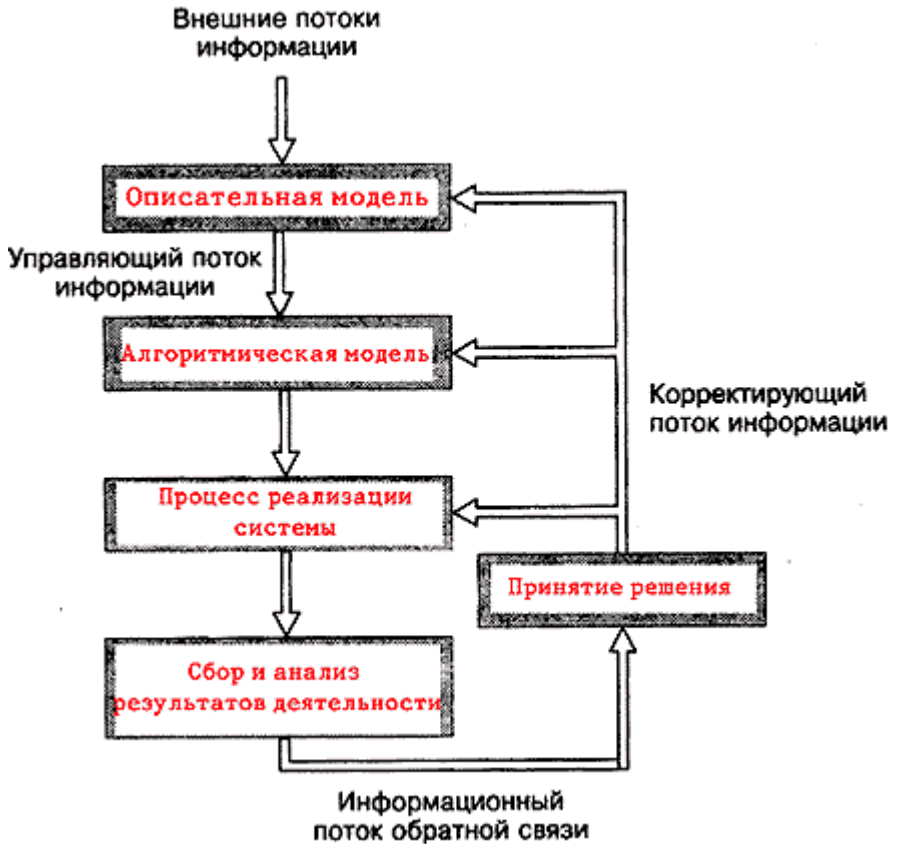 Внешние потоки
информации
Описательная модель
Управляющий поток
информации
Алгоритмическая модель
Корректирующий
поток информации
Процесс реализации
системы
Принятие решения
Сбор и анализ
результатов деятельности
Информационный
поток обратной связи